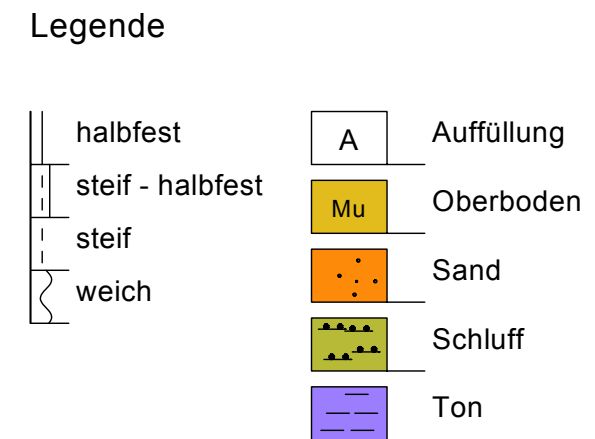 Legende
halbfest
steif - halbfest
steif
weich
A Auffüllung
Mu Oberboden
Sand
Schluff
Ton